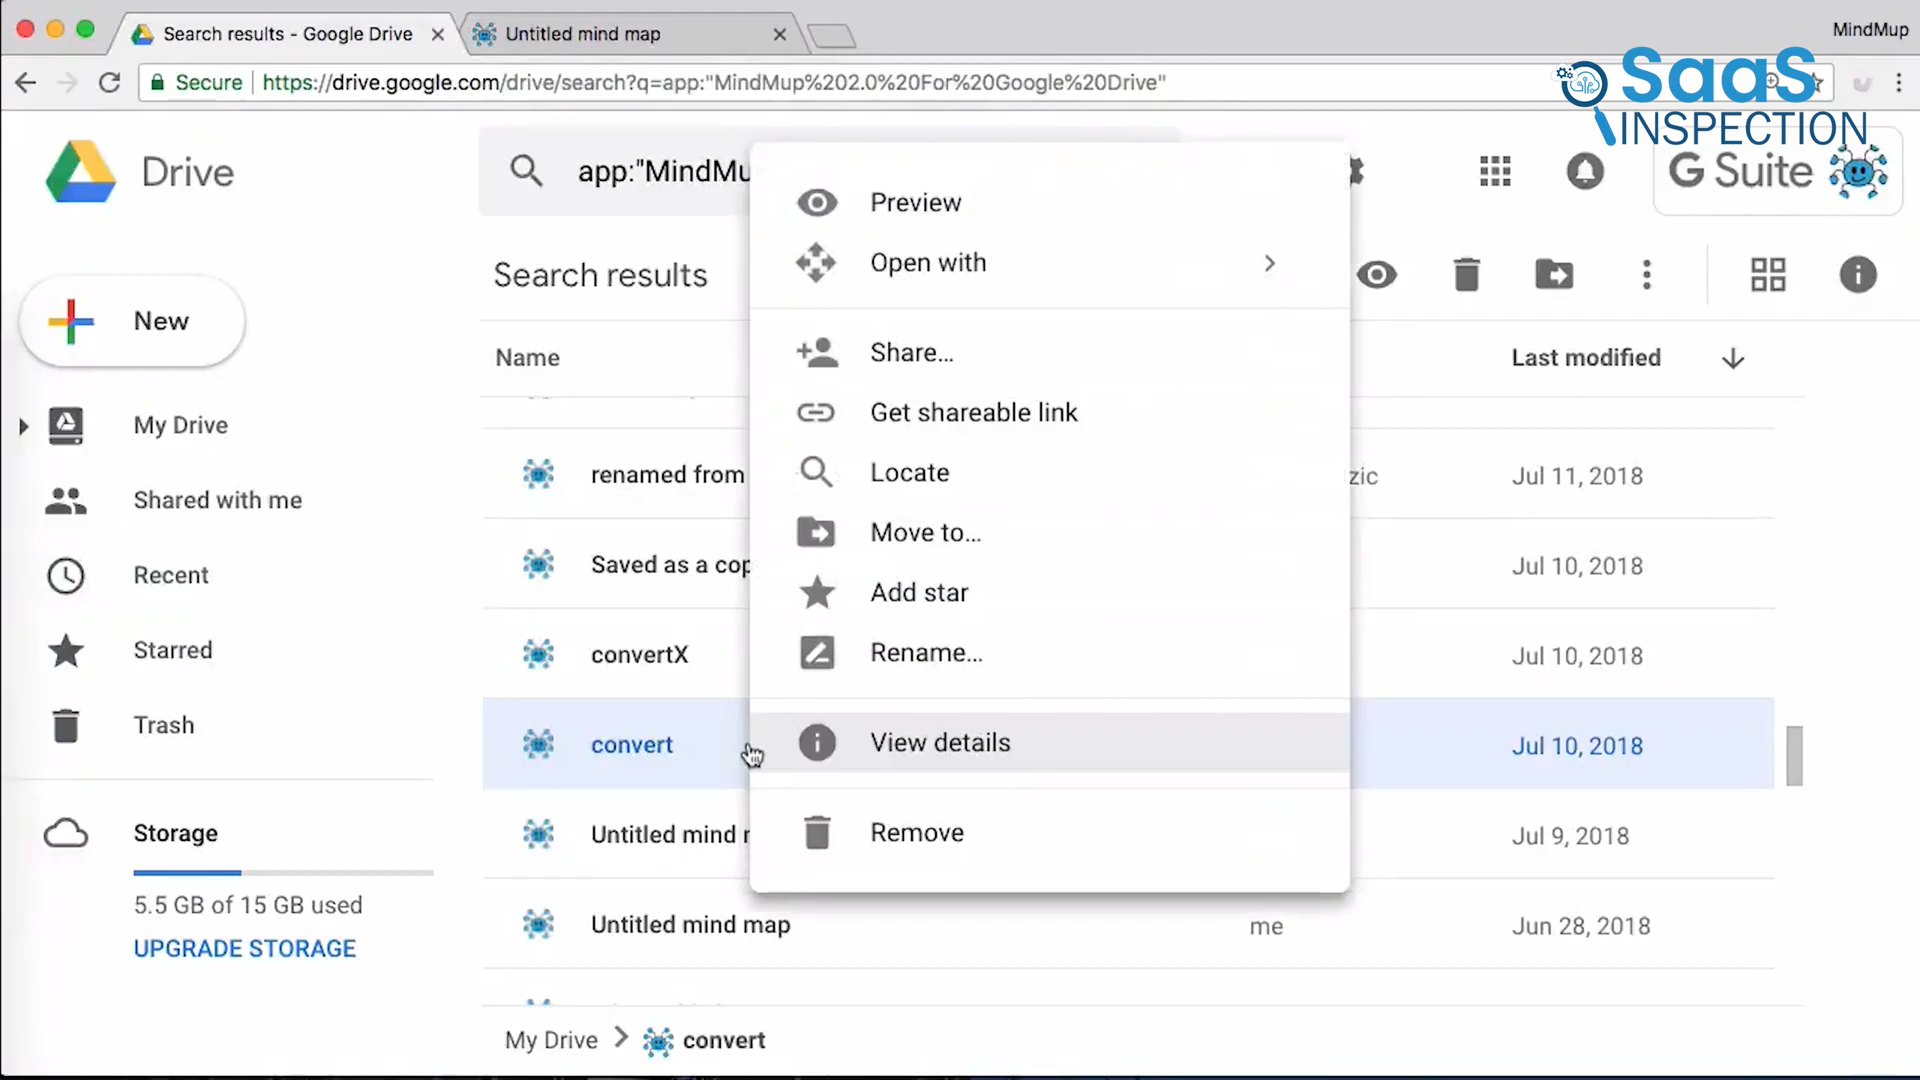 Search results - Google Drive
Untitled mind map
MindMup
Secure
https://drive.google.com/drive/search?q=app:"MindMup%202.0%20For%20Google%20Drive"
SaaS
INSPECTION
Drive
app:"MindMu
G Suite
Preview
Open with
Share...
Get shareable link
Locate
Move to...
Add star
Rename...
View details
Remove
Search results
New
Name
Last modified
My Drive
Shared with me
Recent
Starred
Trash
Storage
5.5 GB of 15 GB used
UPGRADE STORAGE
renamed from
zic
Jul 11, 2018
Saved as a cop
Jul 10, 2018
convertX
Jul 10, 2018
convert
Jul 10, 2018
Untitled mind
Jul 9, 2018
Untitled mind map
me
Jun 28, 2018
My Drive
convert